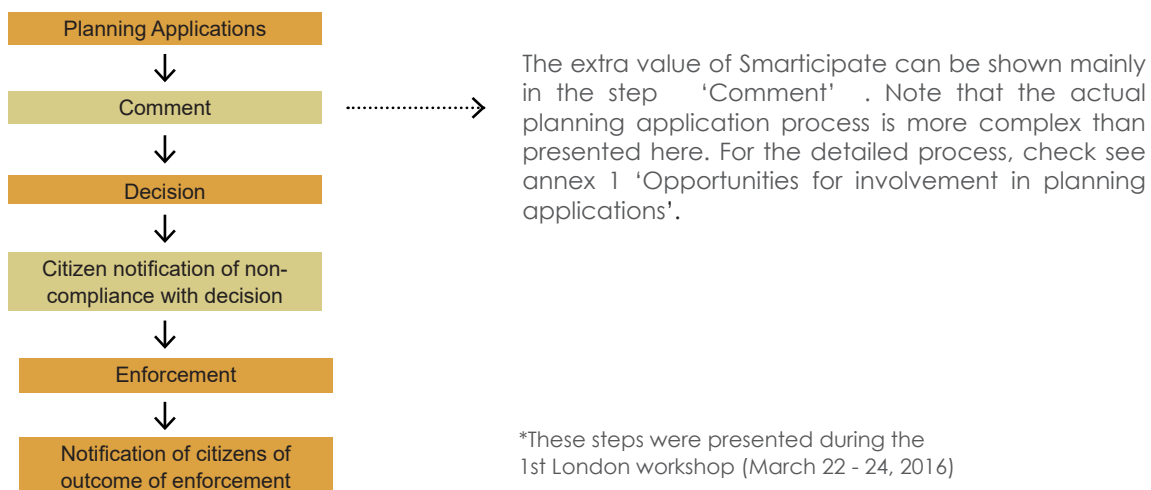 Planning Applications
Comment
Decision
Citizen notification of non-
compliance with decision
Enforcement
Notification of citizens of
outcome of enforcement
The extra value of Smarticipate can be shown mainly
in the step ‘Comment’ . Note that the actual
planning application process is more complex than
presented here. For the detailed process, check see
annex 1 ‘Opportunities for involvement in planning
applications’.
*These steps were presented during the
1st London workshop (March 22 - 24, 2016)